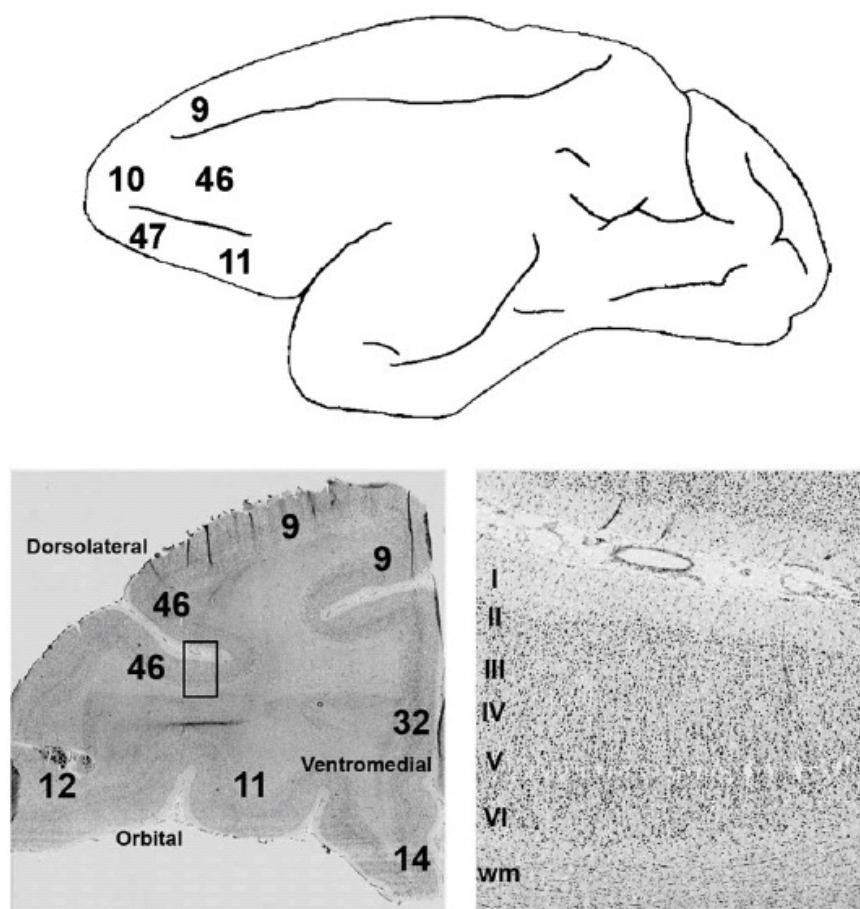 9
10 46
47
11
Dorsolateral
9
9
46
46
32
Ventromedial
12
11
Orbital
14
I
II
III
IV
V
VI
wm